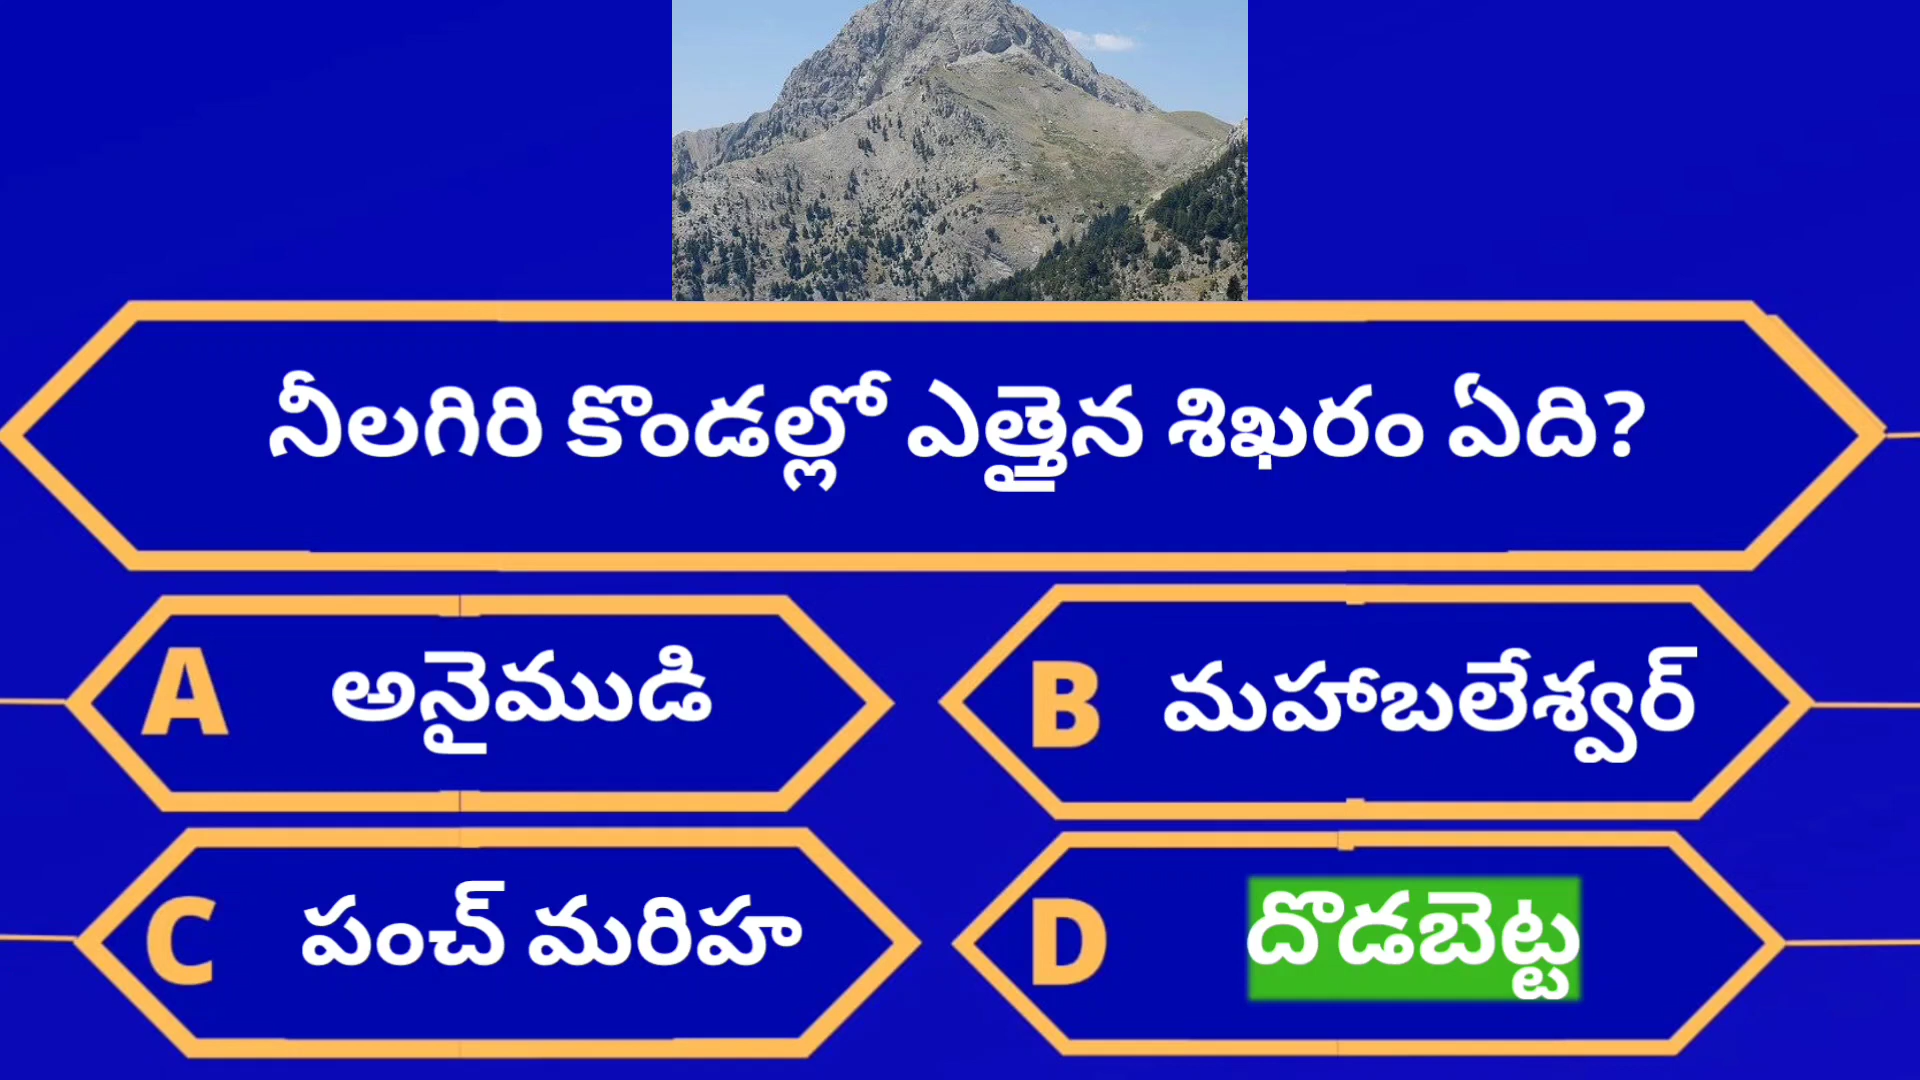 నీలగిరి కొండల్లో ఎత్తైన శిఖరం ఏది?
A అనైముడి
B మహాబలేశ్వర్
C పంచ్ మరిహ
D దొడబెట్ట